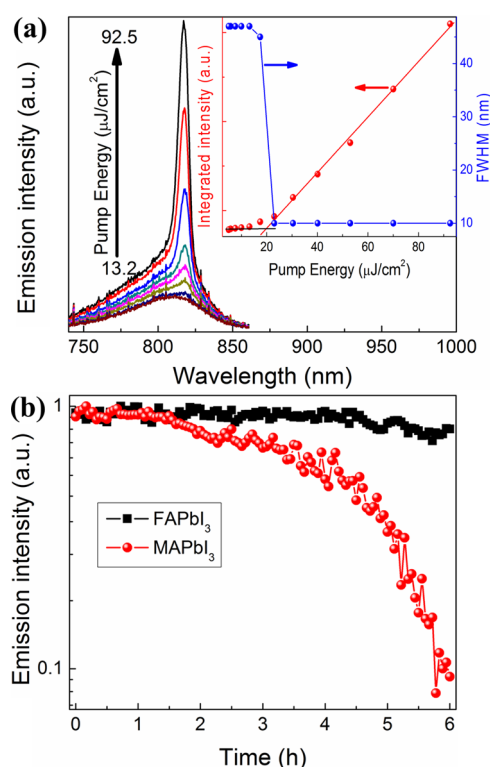 (a)
92.5
13.2
Pump Energy (μJ/cm²)
Emission intensity (a.u.)
750 800 850 900 950 1000
Wavelength (nm)
Integrated intensity (a.u.)
0 20 40 60 80
Pump Energy (μJ/cm²)
40
30
20
10
FWHM (nm)
(b)
1
0.1
Emission intensity (a.u.)
FAPbI₃
MAPbI₃
0 1 2 3 4 5 6
Time (h)